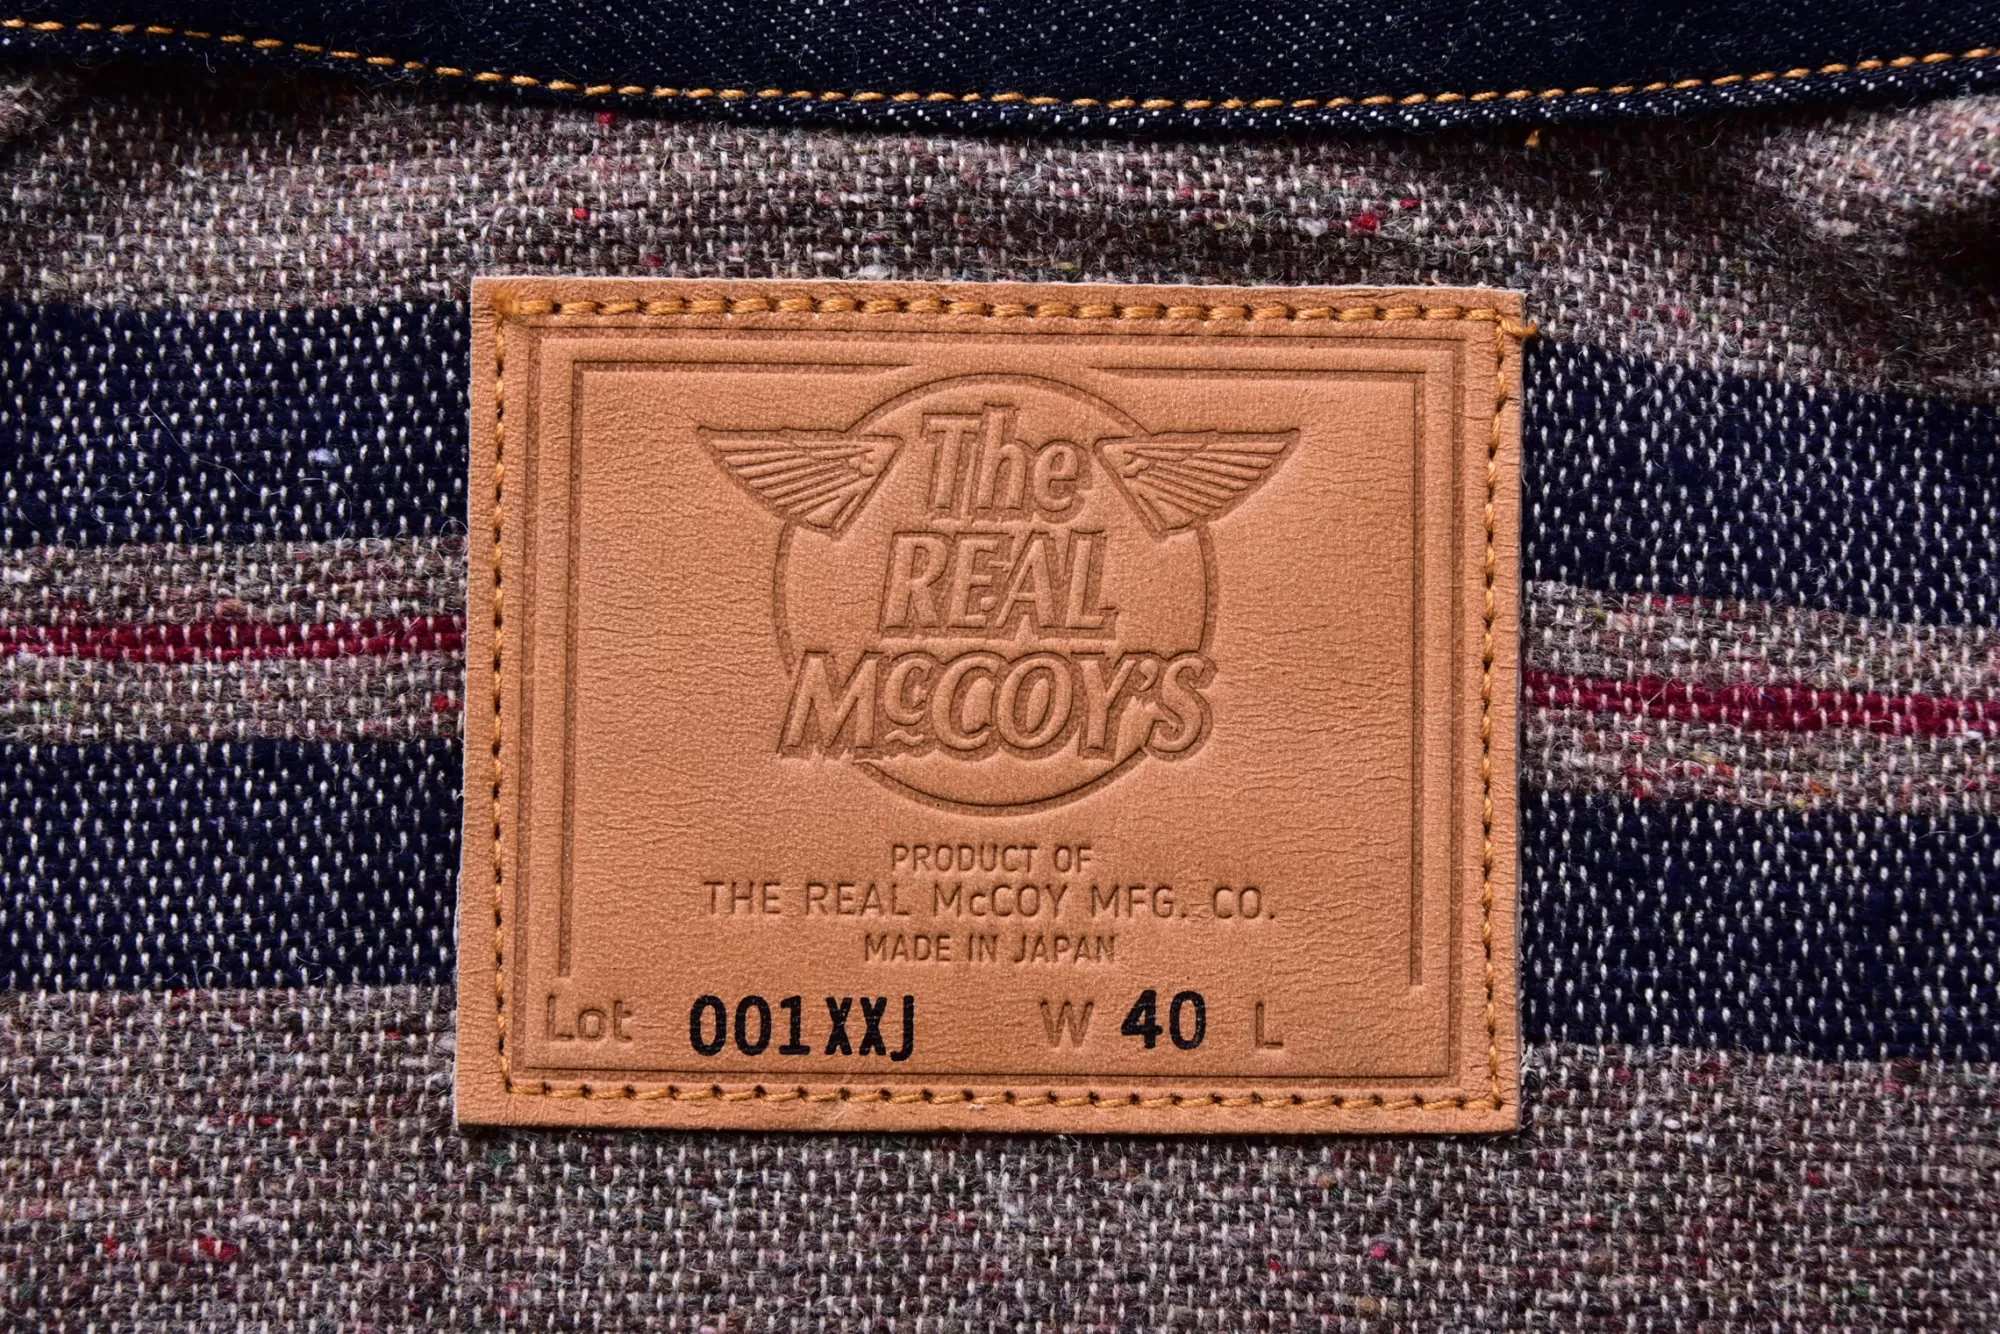 The
REAL
McCOY'S
PRODUCT OF
THE REAL McCOY MFG. CO.
MADE IN JAPAN
Lot 001XXJ W 40 L